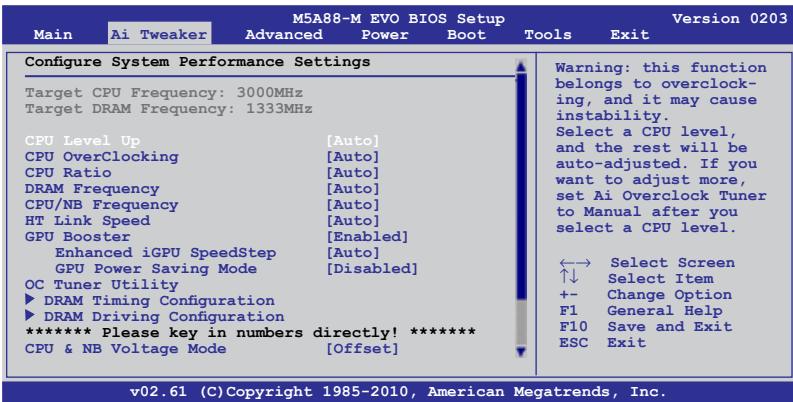 M5A88-M EVO BIOS Setup Version 0203
Main Ai Tweaker Advanced Power Boot Tools Exit
Configure System Performance Settings
Target CPU Frequency: 3000MHz
Target DRAM Frequency: 1333MHz
CPU Level Up [Auto]
CPU OverClocking [Auto]
CPU Ratio [Auto]
DRAM Frequency [Auto]
CPU/NB Frequency [Auto]
HT Link Speed [Auto]
GPU Booster [Enabled]
Enhanced iGPU SpeedStep [Auto]
GPU Power Saving Mode [Disabled]
OC Tuner Utility
DRAM Timing Configuration
DRAM Driving Configuration
******* Please key in numbers directly! *******
CPU & NB Voltage Mode [Offset]
Warning: this function
belongs to overclock-
ing, and it may cause
instability.
Select a CPU level,
and the rest will be
auto-adjusted. If you
want to adjust more,
set Ai Overclock Tuner
to Manual after you
select a CPU level.
←→ Select Screen
↑↓ Select Item
+- Change Option
F1 General Help
F10 Save and Exit
ESC Exit
v02.61 (C)Copyright 1985-2010, American Megatrends, Inc.